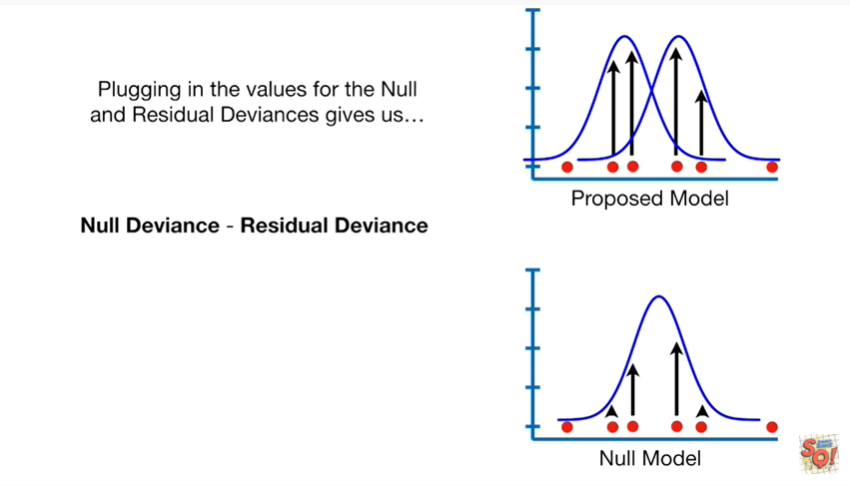 Plugging in the values for the Null
and Residual Deviances gives us…
Null Deviance - Residual Deviance
Proposed Model
Null Model
SQ!